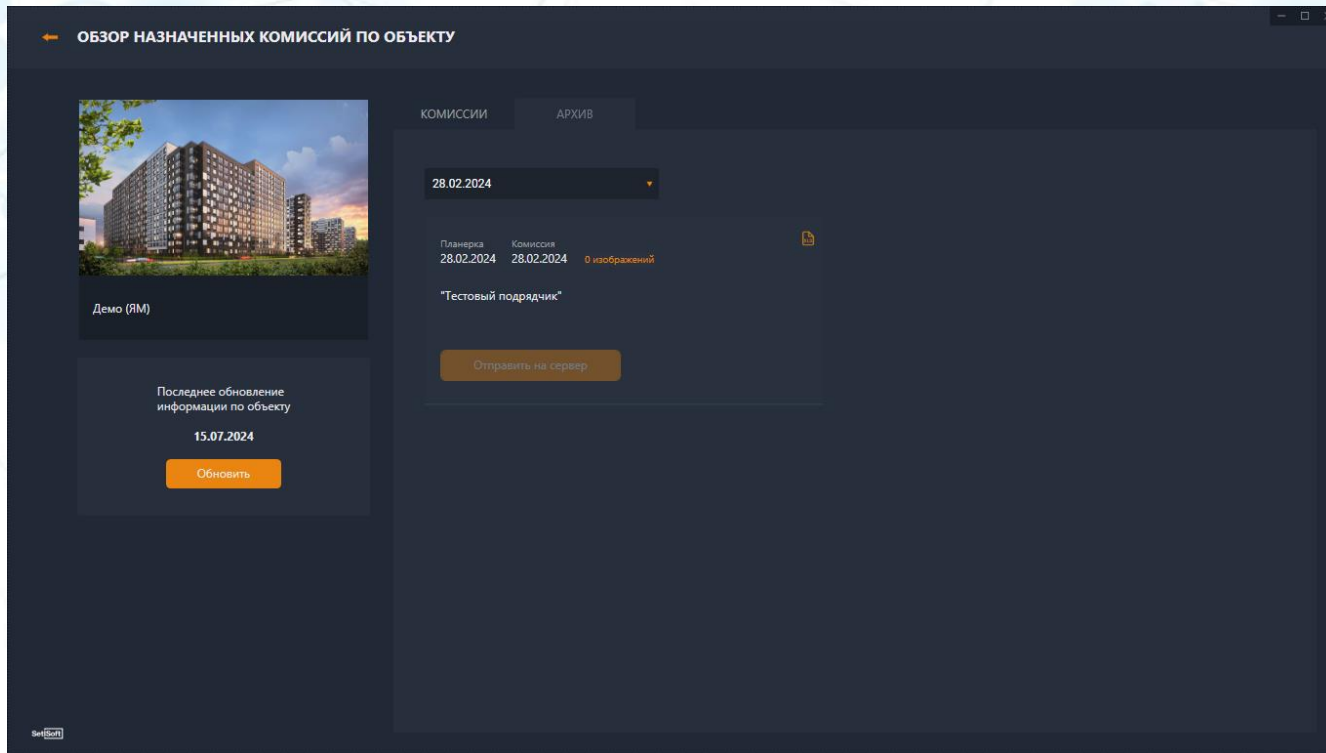 ОБЗОР НАЗНАЧЕННЫХ КОМИССИЙ ПО ОБЪЕКТУ
КОМИССИИ АРХИВ
28.02.2024
Планерка Комиссия
28.02.2024 28.02.2024 0 изображений
"Тестовый подрядчик"
Отправить на сервер
Демо (ЯМ)
Последнее обновление
информации по объекту
15.07.2024
Обновить
SetlSoft